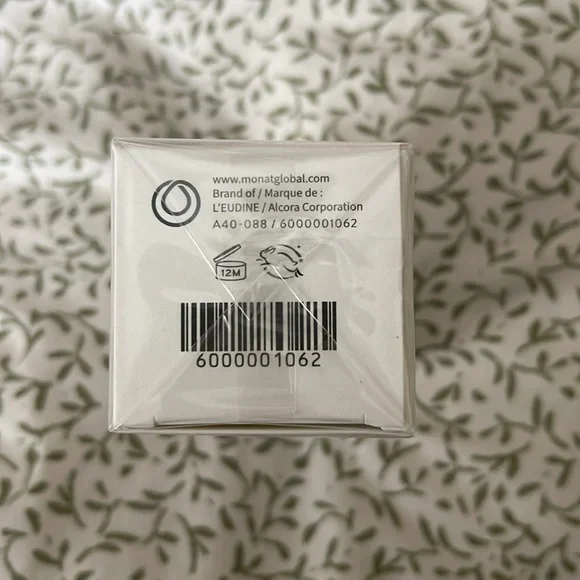 www.monatglobal.com
Brand of / Marque de :
L'EUDINE / Alcora Corporation
A40-088 / 6000001062
12M
6000001062